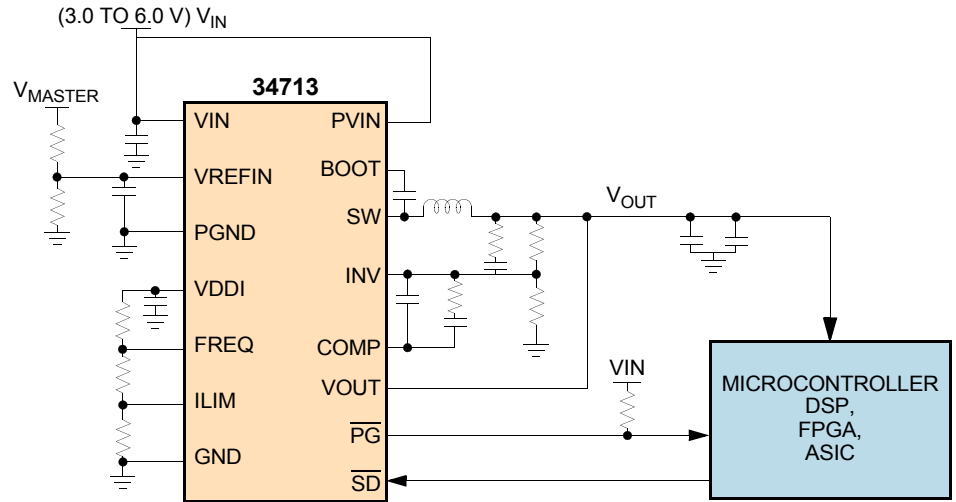 (3.0 TO 6.0 V) VIN
34713
VMASTER
VIN
PVIN
BOOT
VREFIN
SW
VOUT
PGND
INV
VDDI
FREQ
COMP
VIN
VOUT
ILIM
PG
GND
SD
MICROCONTROLLER
DSP,
FPGA,
ASIC